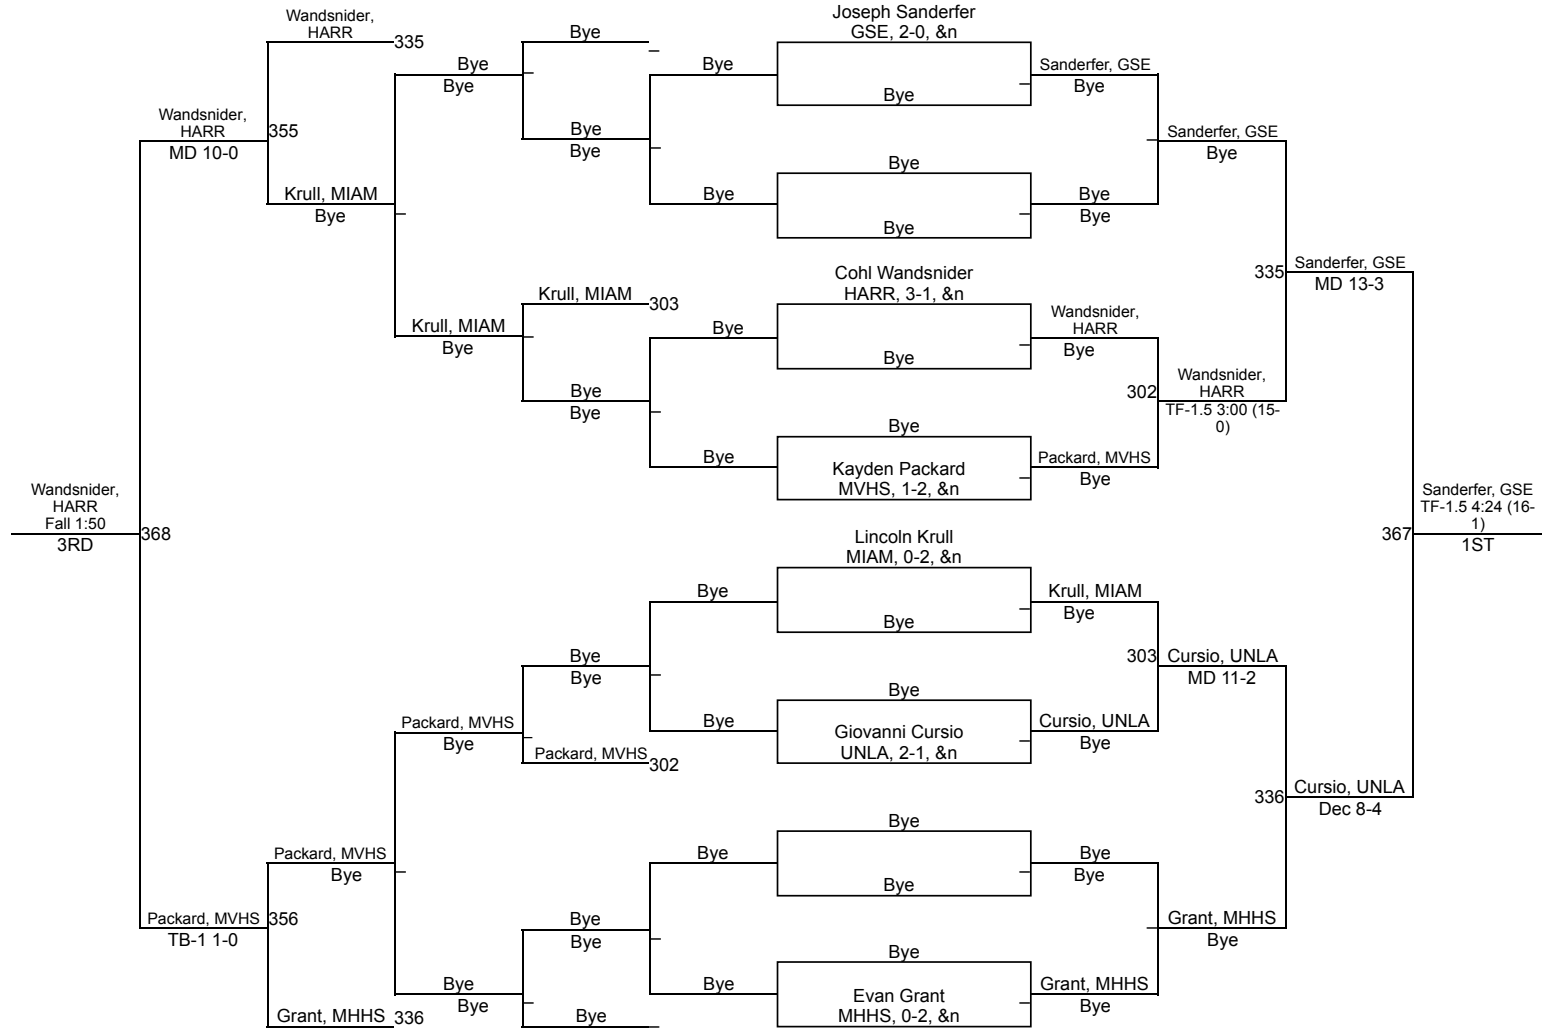 Wandsnider,
HARR
335
Bye
Joseph Sanderfer
GSE, 2-0, &n
Bye
Bye
Bye
Bye
Sanderfer, GSE
Bye
Wandsnider,
HARR
MD 10-0
355
Bye
Bye
Sanderfer, GSE
Bye
Krull, MIAM
Bye
Bye
Bye
Bye
Bye
Bye
Krull, MIAM
303
Cohl Wandsnider
HARR, 3-1, &n
335
Sanderfer, GSE
MD 13-3
Krull, MIAM
Bye
Bye
Bye
Wandsnider,
HARR
Bye
Bye
Bye
302
Wandsnider,
HARR
TF-1.5 3:00 (15-
0)
Bye
Bye
Kayden Packard
MVHS, 1-2, &n
Packard, MVHS
Bye
Wandsnider,
HARR
Fall 1:50
3RD
368
Lincoln Krull
MIAM, 0-2, &n
367
Sanderfer, GSE
TF-1.5 4:24 (16-
1)
1ST
Bye
Bye
Krull, MIAM
Bye
Bye
Bye
303
Cursio, UNLA
MD 11-2
Packard, MVHS
Bye
Packard, MVHS
302
Bye
Bye
Giovanni Cursio
UNLA, 2-1, &n
Cursio, UNLA
Bye
336
Cursio, UNLA
Dec 8-4
Packard, MVHS
Bye
Bye
Bye
Bye
Bye
Bye
Packard, MVHS
TB-1 1-0
356
Bye
Bye
Grant, MHHS
Bye
Bye
Bye
Bye
Bye
Evan Grant
MHHS, 0-2, &n
Grant, MHHS
Bye
Grant, MHHS
336
Bye